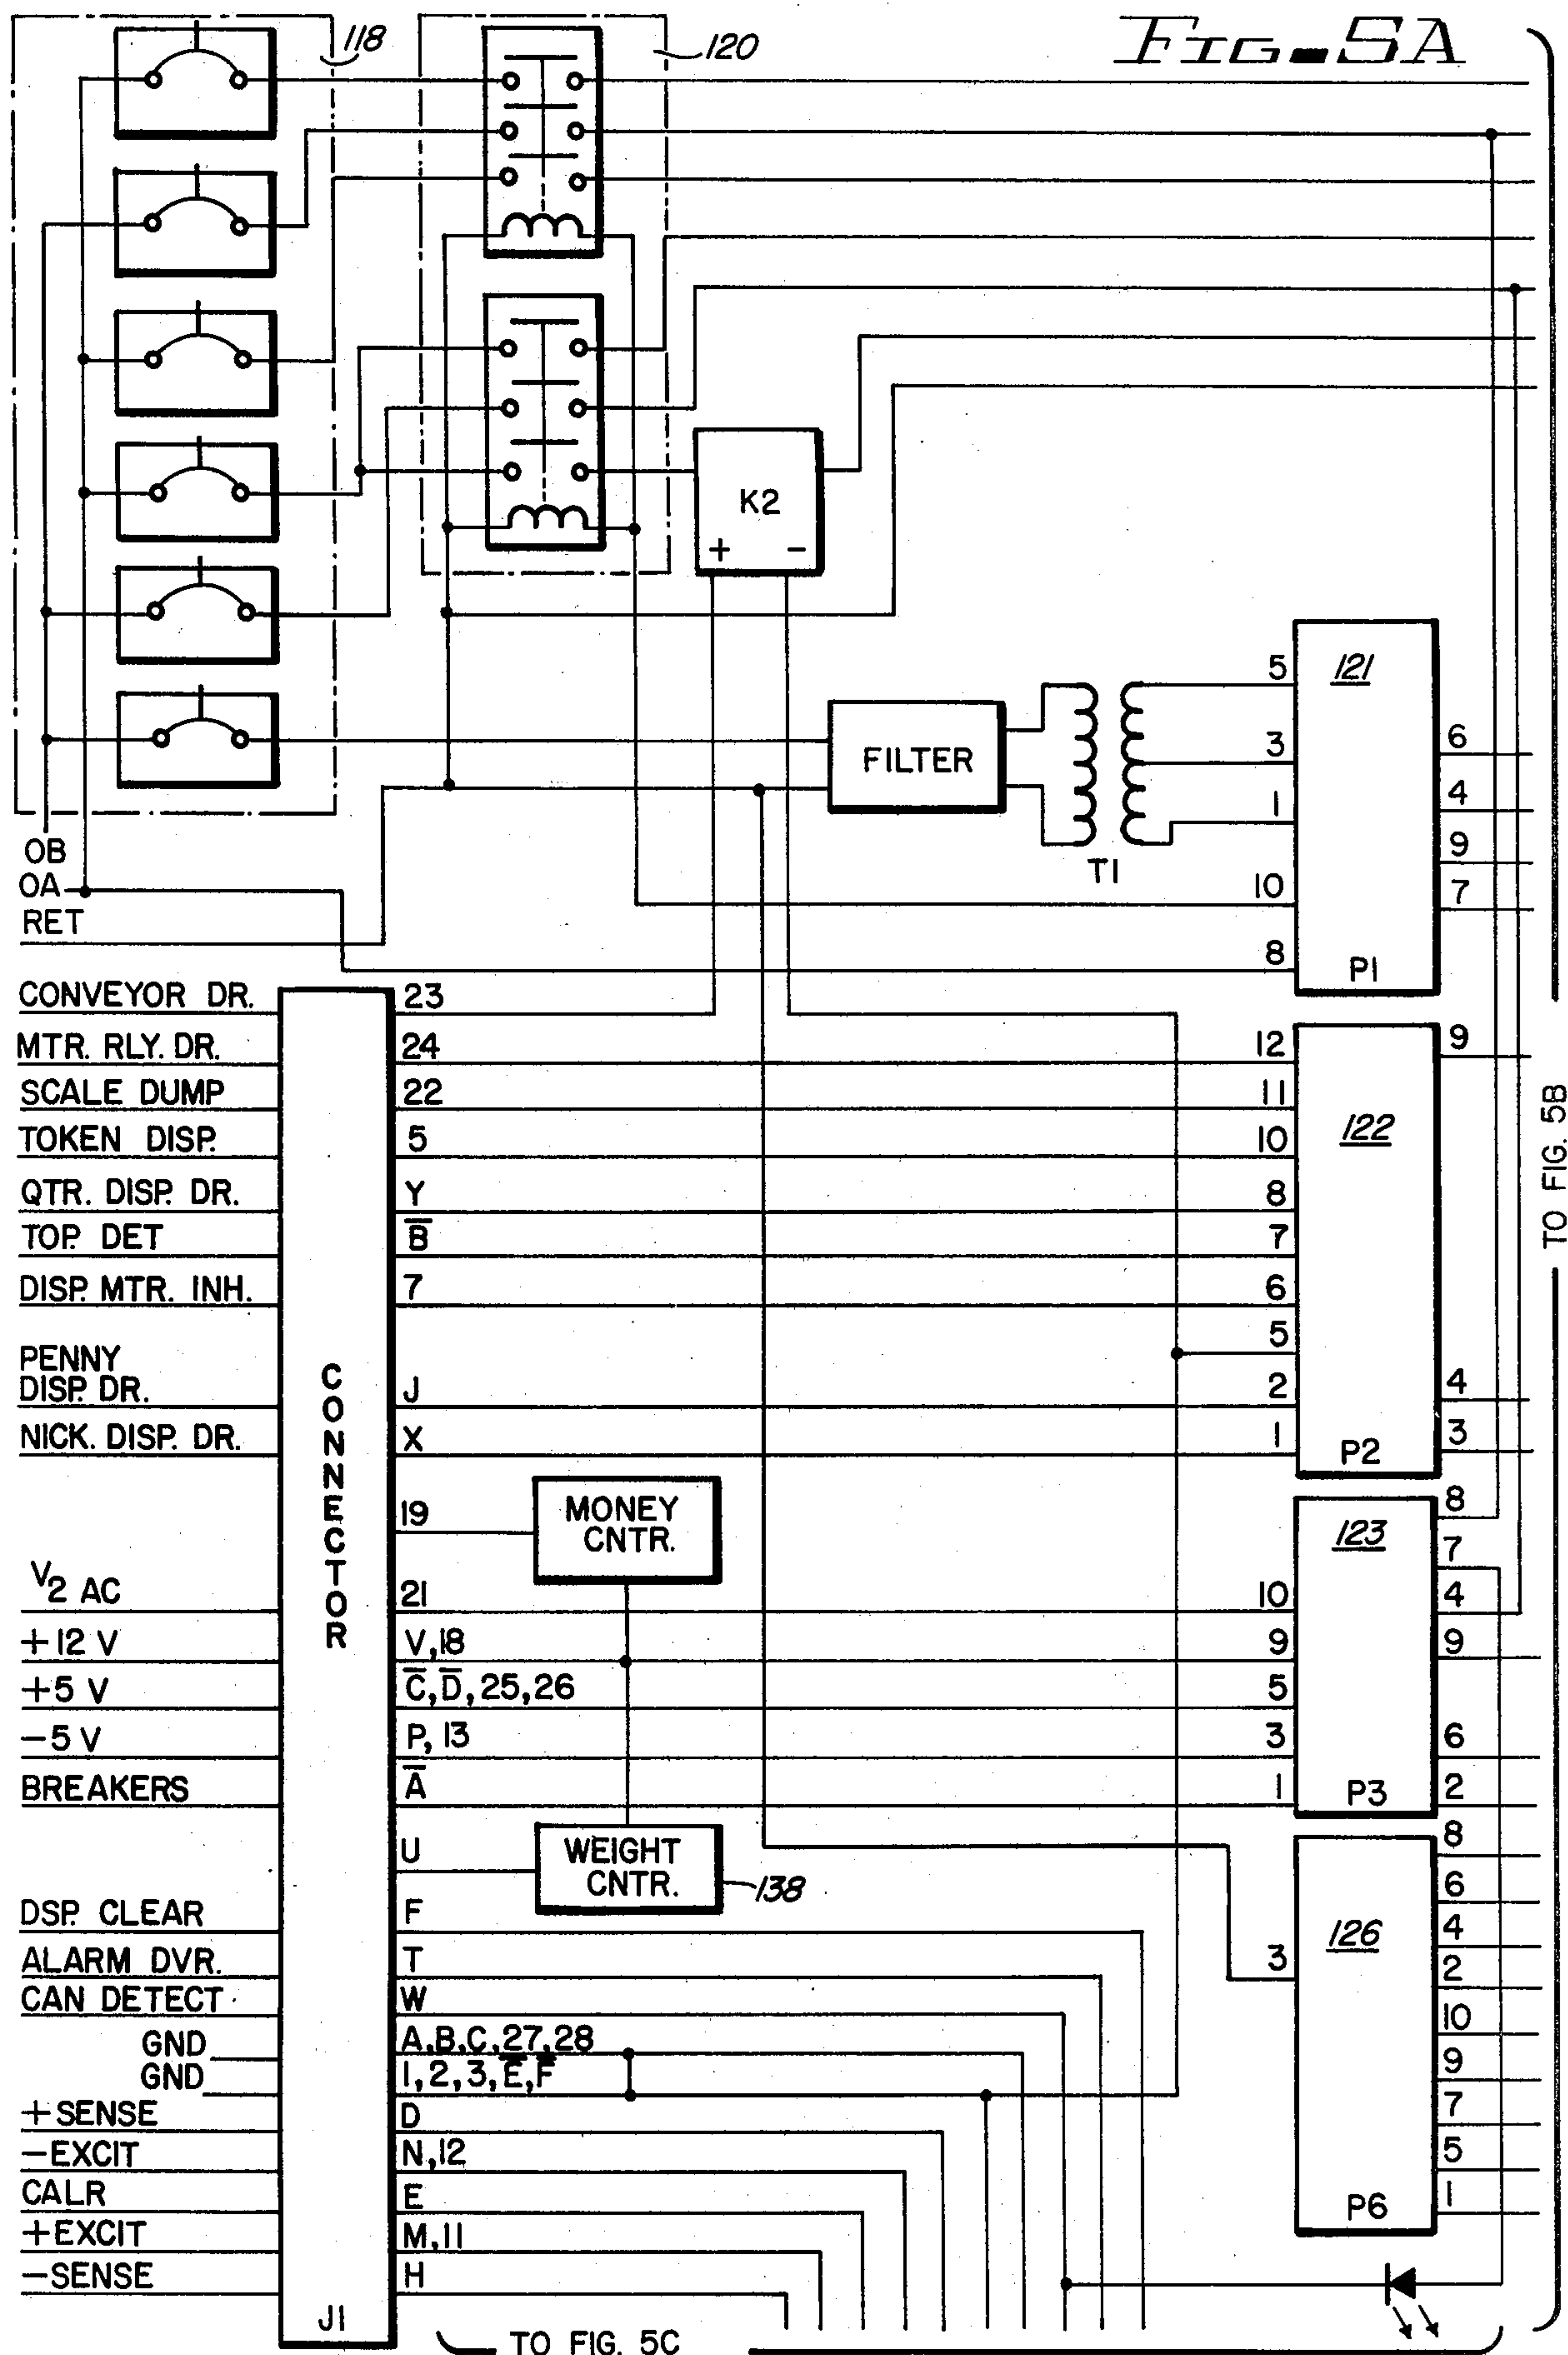 FIG. 5A
118
120
K2
+ -
121
5
3
1
10
8
6
4
9
7
P1
FILTER
T1
OB
OA
RET
CONVEYOR DR. 23
MTR. RLY. DR. 24 12
SCALE DUMP 22 11
TOKEN DISP. 5 10
QTR. DISP. DR. Y 8
TOP. DET B̅ 7
DISP. MTR. INH. 7 6
5
PENNY
DISP. DR. J 2
NICK. DISP. DR. X 1
122
9
4
3
P2
CONNECTOR
19
MONEY
CNTR.
V2 AC 21 10
+12 V V,18 9
+5 V C̅,D̅,25,26 5
-5 V P,13 3
BREAKERS A̅ 1
123
8
7
4
9
6
2
P3
U
WEIGHT
CNTR.
138
DSP. CLEAR F
ALARM DVR. T
CAN DETECT W
GND A,B,C,27,28
GND 1,2,3,E̅,F̅
+SENSE D
-EXCIT N,12
CALR E
+EXCIT M,11
-SENSE H
J1
3
126
8
6
4
2
10
9
7
5
1
P6
TO FIG. 5B
TO FIG. 5C